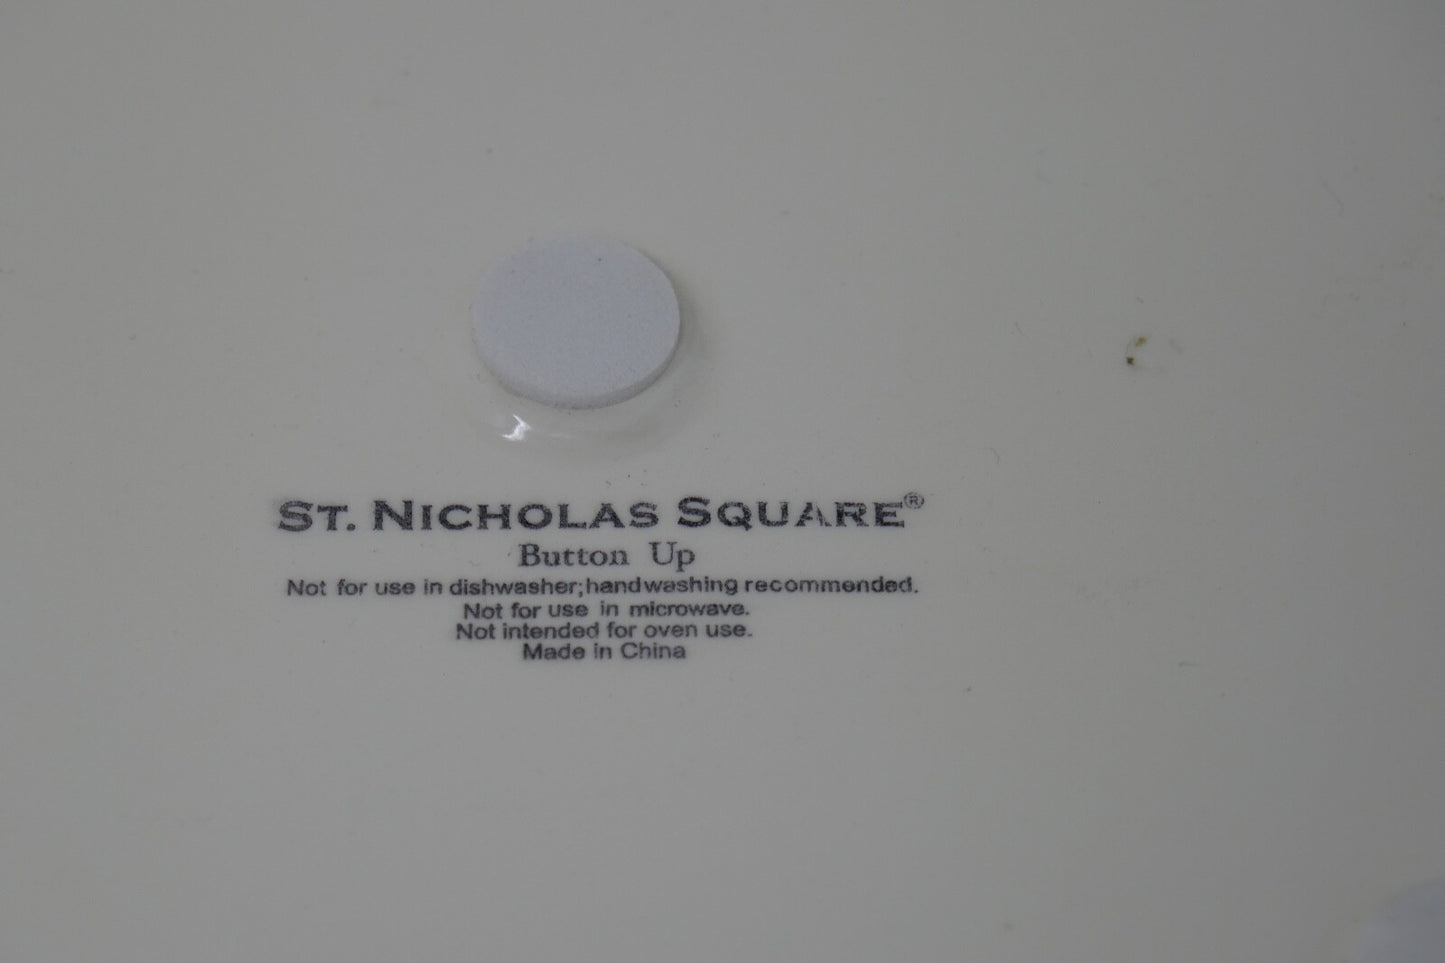 ST. NICHOLAS SQUARE®
Button Up
Not for use in dishwasher;handwashing recommended.
Not for use in microwave.
Not intended for oven use.
Made in China